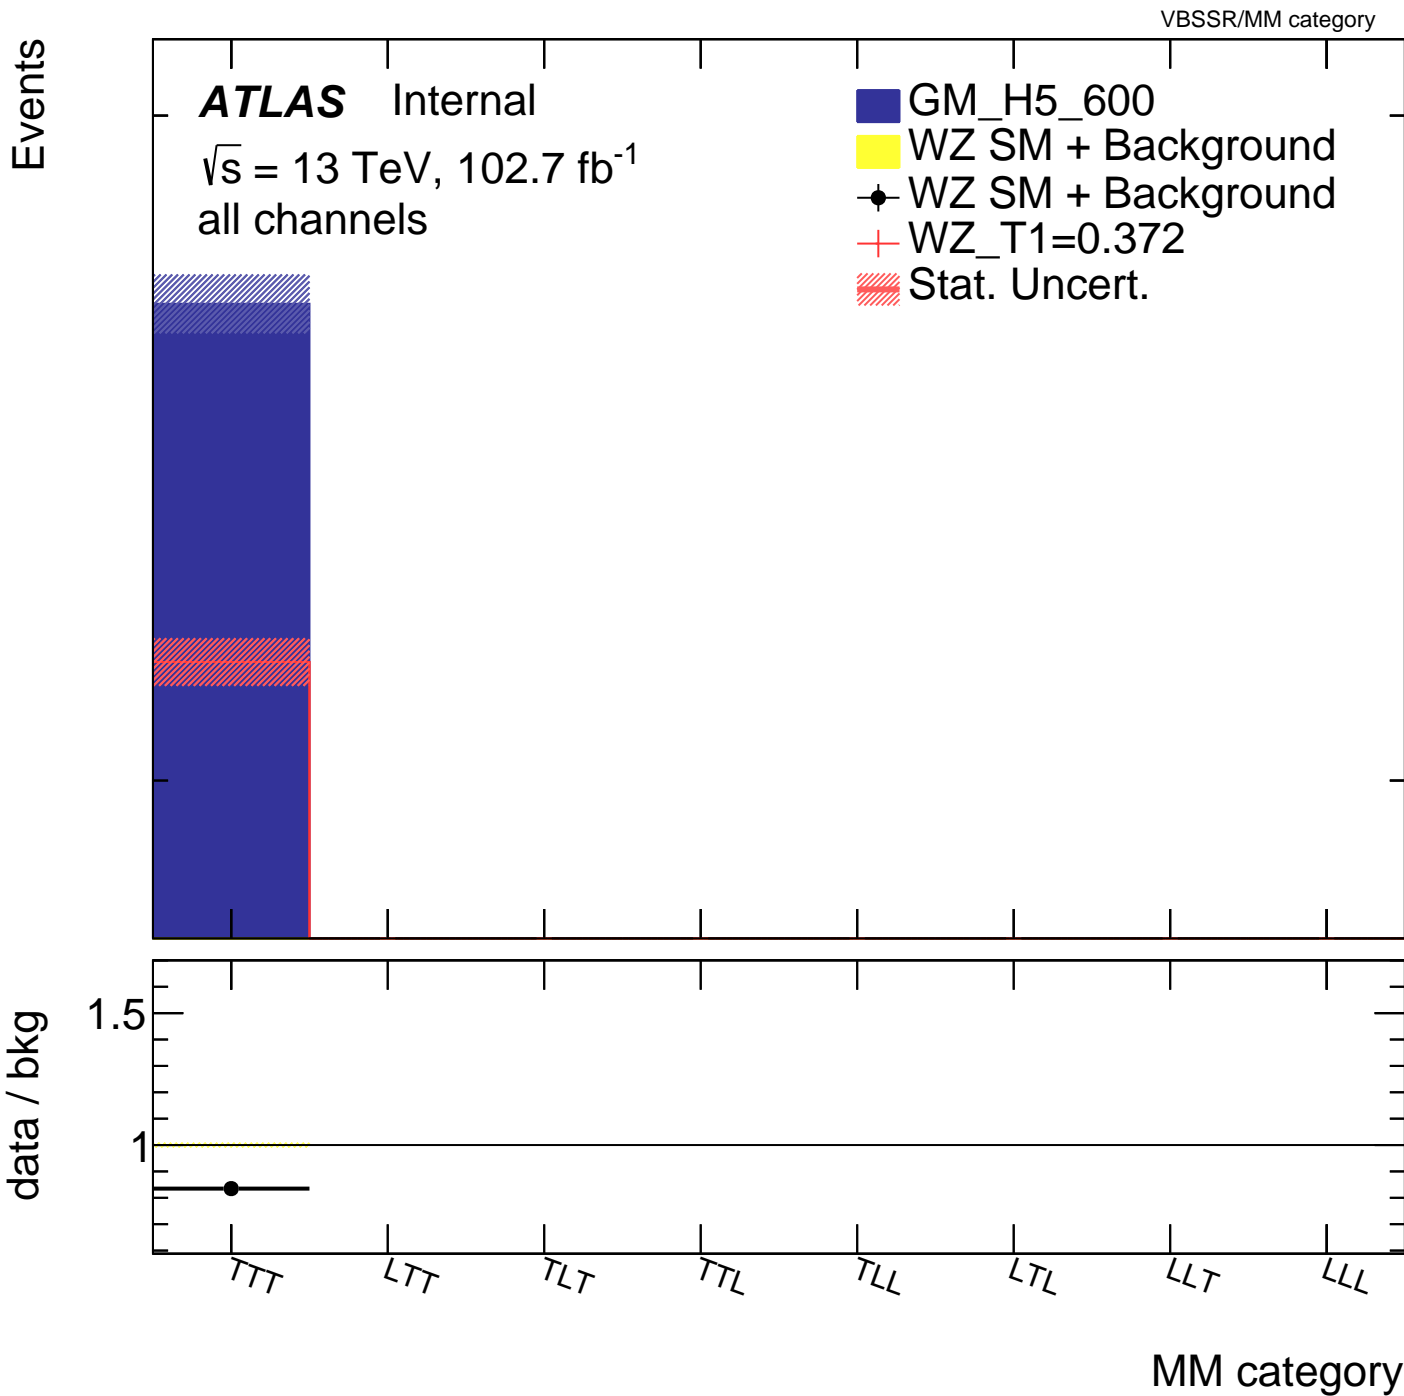 VBSSR/MM category
Events
ATLAS Internal
√s = 13 TeV, 102.7 fb⁻¹
all channels
GM_H5_600
WZ SM + Background
WZ SM + Background
WZ_T1=0.372
Stat. Uncert.
data / bkg
1.5
1
TTT LTT TLT TTL TLL LTL LLT LLL
MM category